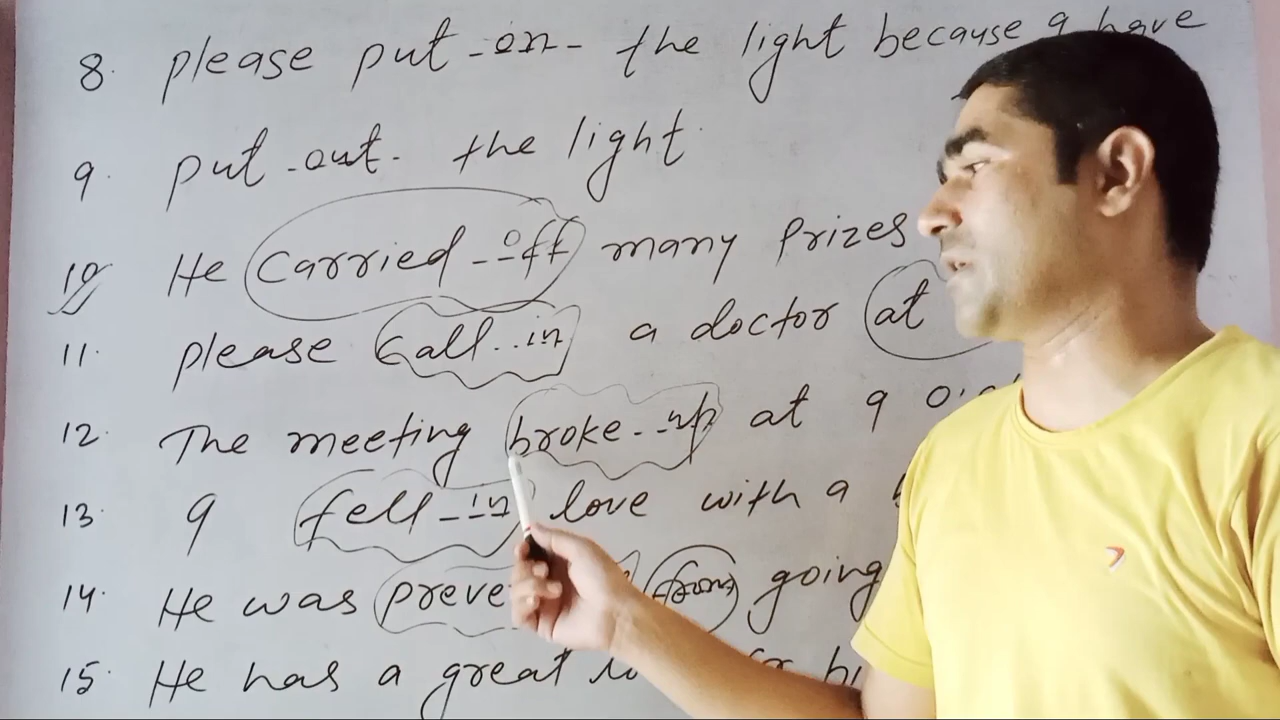 8. please put -on- the light because I have
9. put -out- the light.
10 He carried --off many prizes
11. please call ..in a doctor at
12. The meeting broke --up at 9
13. I fell --in love with a
14. He was from going
15. He has a great